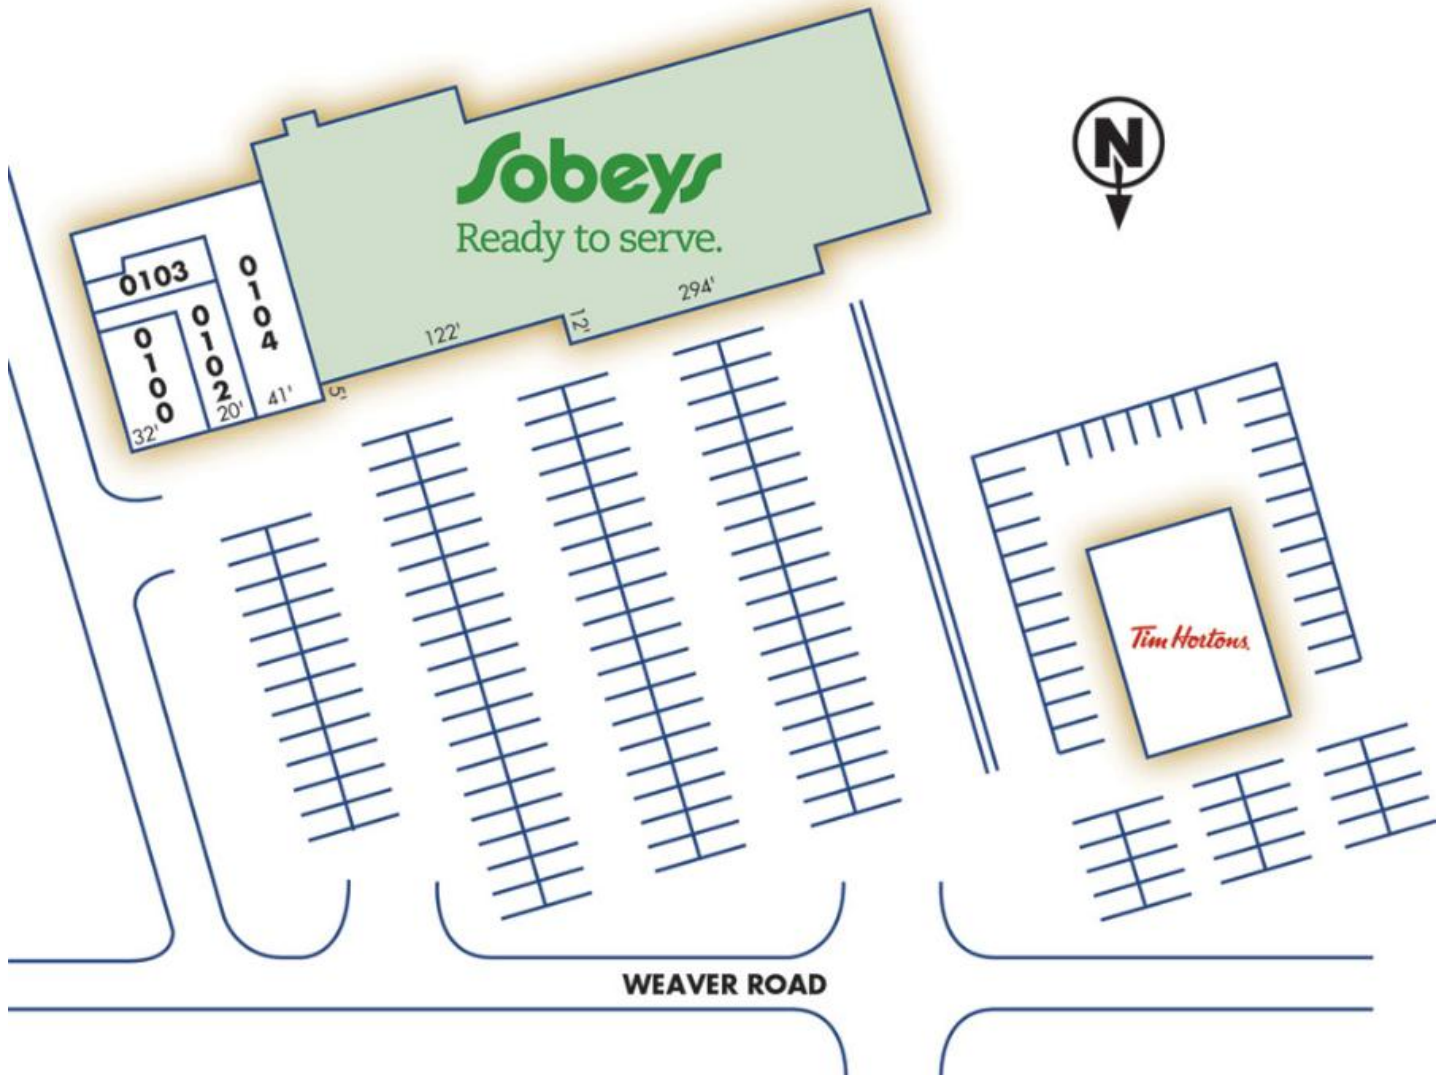 N
Sobeys
Ready to serve.
294'
12'
122'
5'
0103
0104
0102
0100
41'
20'
32'
Tim Hortons.
WEAVER ROAD